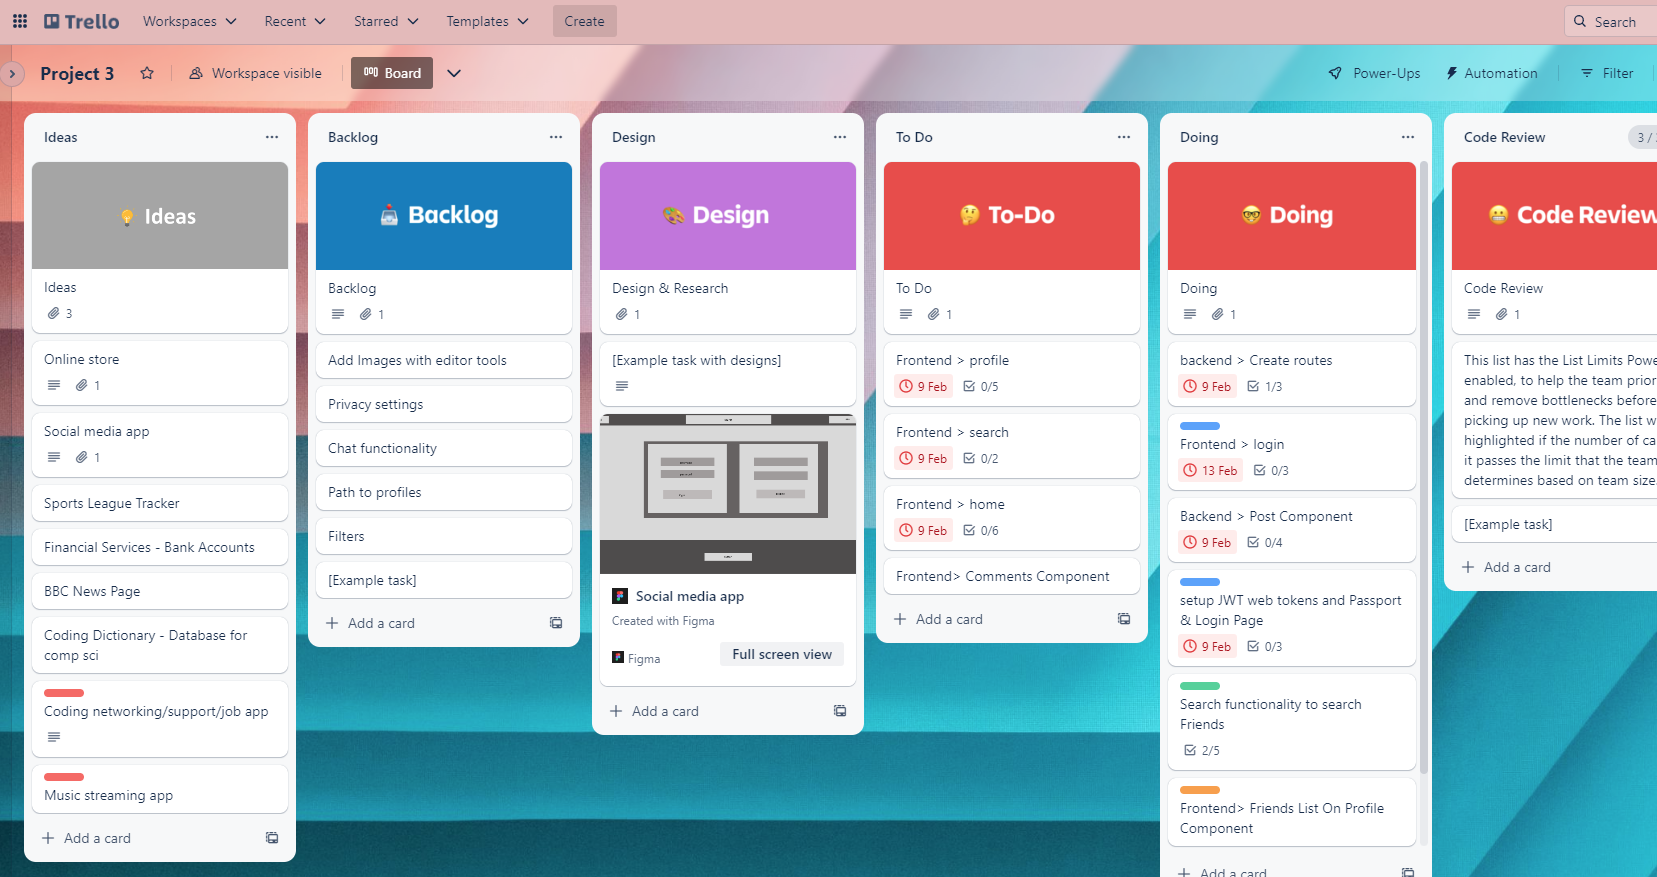 Trello
Workspaces
Recent
Starred
Templates
Create
Search
Project 3
Workspace visible
Board
Power-Ups
Automation
Filter
Ideas
Ideas
Ideas
3
Online store
1
Social media app
1
Sports League Tracker
Financial Services - Bank Accounts
BBC News Page
Coding Dictionary - Database for
comp sci
Coding networking/support/job app
Music streaming app
Add a card
Backlog
Backlog
Backlog
1
Add Images with editor tools
Privacy settings
Chat functionality
Path to profiles
Filters
[Example task]
Add a card
Design
Design
Design & Research
1
[Example task with designs]
Social media app
Created with Figma
Figma
Full screen view
Add a card
To Do
To-Do
To Do
1
Frontend > profile
9 Feb 0/5
Frontend > search
9 Feb 0/2
Frontend > home
9 Feb 0/6
Frontend> Comments Component
Add a card
Doing
Doing
Doing
1
backend > Create routes
9 Feb 1/3
Frontend > login
13 Feb 0/3
Backend > Post Component
9 Feb 0/4
setup JWT web tokens and Passport
& Login Page
9 Feb 0/3
Search functionality to search
Friends
2/5
Frontend> Friends List On Profile
Component
Add a card
Code Review
3 /
Code Review
Code Review
1
This list has the List Limits Powe
enabled, to help the team prior
and remove bottlenecks before
picking up new work. The list w
highlighted if the number of ca
it passes the limit that the team
determines based on team size.
[Example task]
Add a card